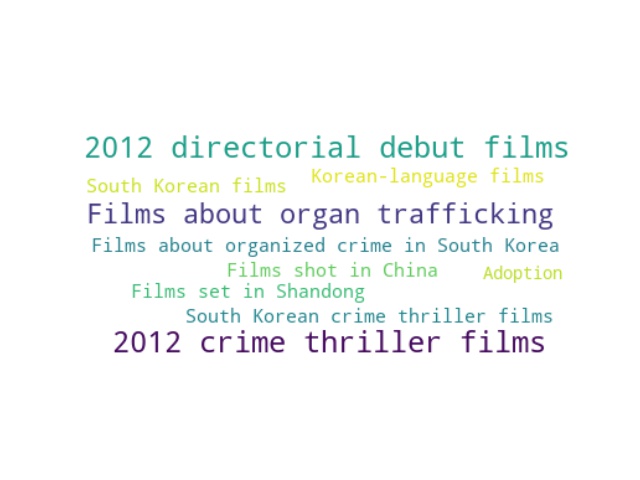 2012 directorial debut films
Korean-language films
South Korean films
Films about organ trafficking
Films about organized crime in South Korea
Films shot in China
Adoption
Films set in Shandong
South Korean crime thriller films
2012 crime thriller films